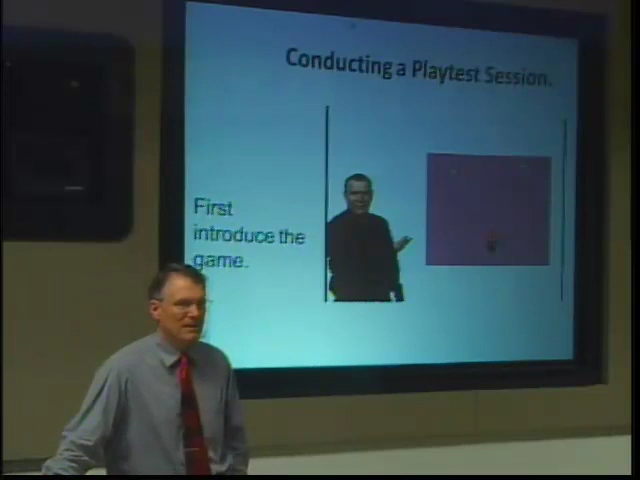 Conducting a Playtest Session.
First
introduce the
game.